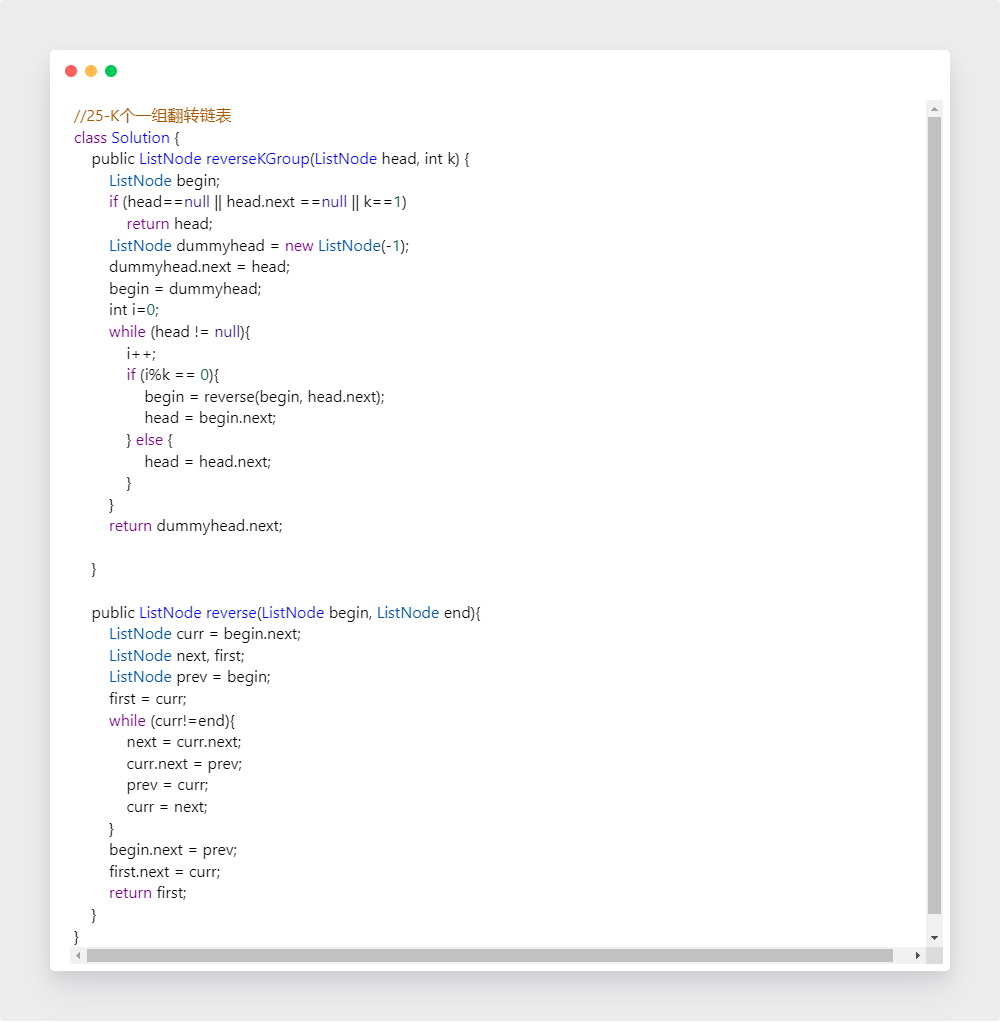 //25-K个一组翻转链表
class Solution {
    public ListNode reverseKGroup(ListNode head, int k) {
        ListNode begin;
        if (head==null || head.next ==null || k==1)
            return head;
        ListNode dummyhead = new ListNode(-1);
        dummyhead.next = head;
        begin = dummyhead;
        int i=0;
        while (head != null){
            i++;
            if (i%k == 0){
                begin = reverse(begin, head.next);
                head = begin.next;
            } else {
                head = head.next;
            }
        }
        return dummyhead.next;

    }

    public ListNode reverse(ListNode begin, ListNode end){
        ListNode curr = begin.next;
        ListNode next, first;
        ListNode prev = begin;
        first = curr;
        while (curr!=end){
            next = curr.next;
            curr.next = prev;
            prev = curr;
            curr = next;
        }
        begin.next = prev;
        first.next = curr;
        return first;
    }
}